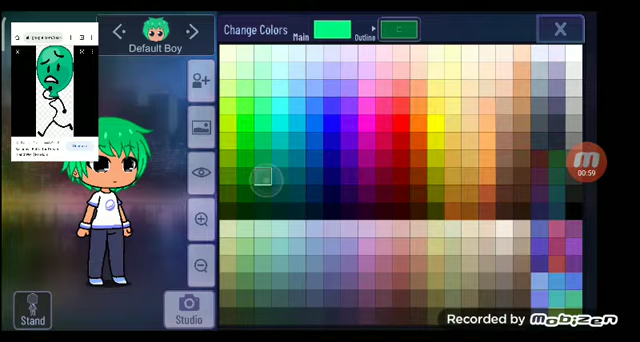 Default Boy
Change Colors
Main
Outline
X
00:59
Stand
Studio
Recorded by Mobizen